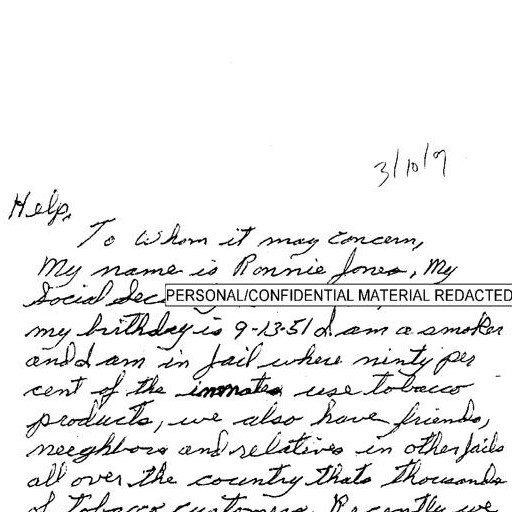 3/10/07
Help,
To Whom it may concern,
My name is Ronnie Jones, My
Social Sec PERSONAL/CONFIDENTIAL MATERIAL REDACTED
my birthday is 9-13-51 I am a smoker
and I am in Jail where ninty per
cent of the inmates use tobacco
products, we also have friends,
neeghbors and relatives in other Jails
all over the country thats thousands
of Tobacco customers. Recently we